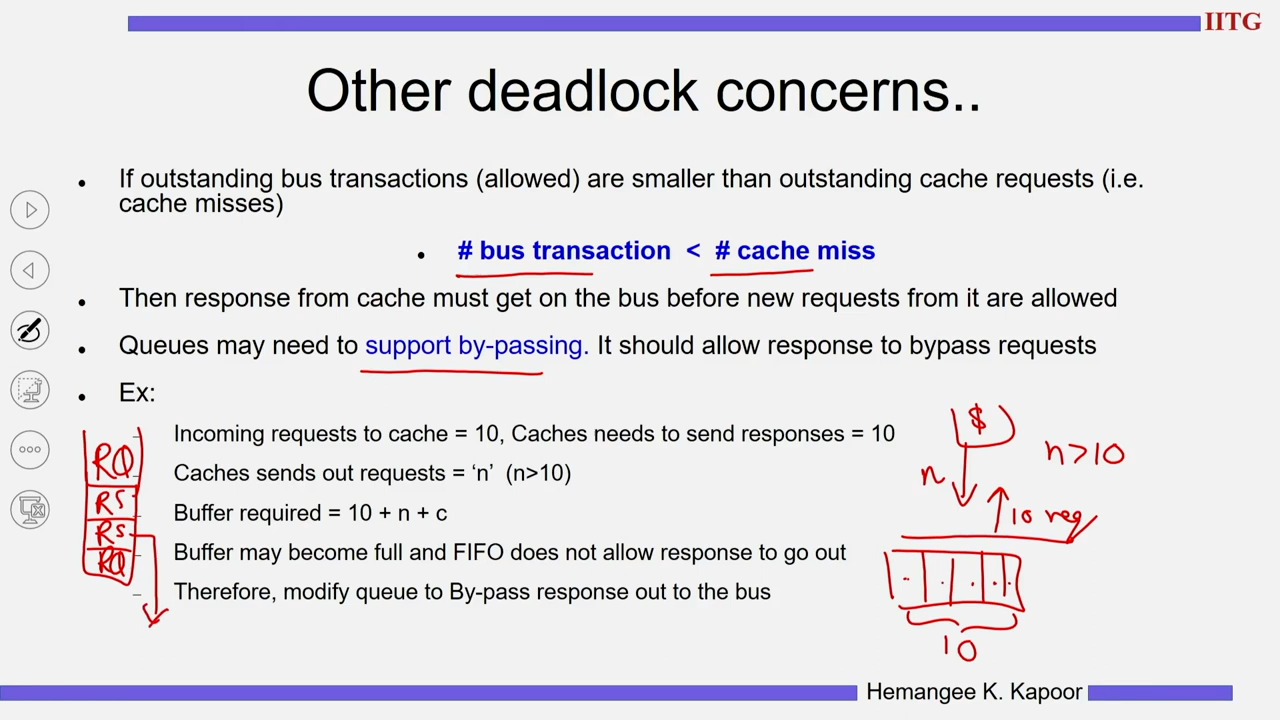 IITG
Other deadlock concerns..
• If outstanding bus transactions (allowed) are smaller than outstanding cache requests (i.e.
cache misses)
• # bus transaction < # cache miss
• Then response from cache must get on the bus before new requests from it are allowed
• Queues may need to support by-passing. It should allow response to bypass requests
• Ex:
– Incoming requests to cache = 10, Caches needs to send responses = 10
– Caches sends out requests = ‘n’ (n>10)
– Buffer required = 10 + n + c
– Buffer may become full and FIFO does not allow response to go out
– Therefore, modify queue to By-pass response out to the bus
RQ
RS
RS
RQ
$
n>10
n
10 req
10
Hemangee K. Kapoor